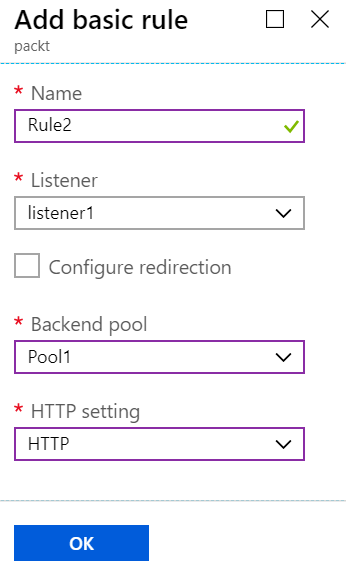 Add basic rule
packt
* Name
Rule2
* Listener
listener1
Configure redirection
* Backend pool
Pool1
* HTTP setting
HTTP
OK